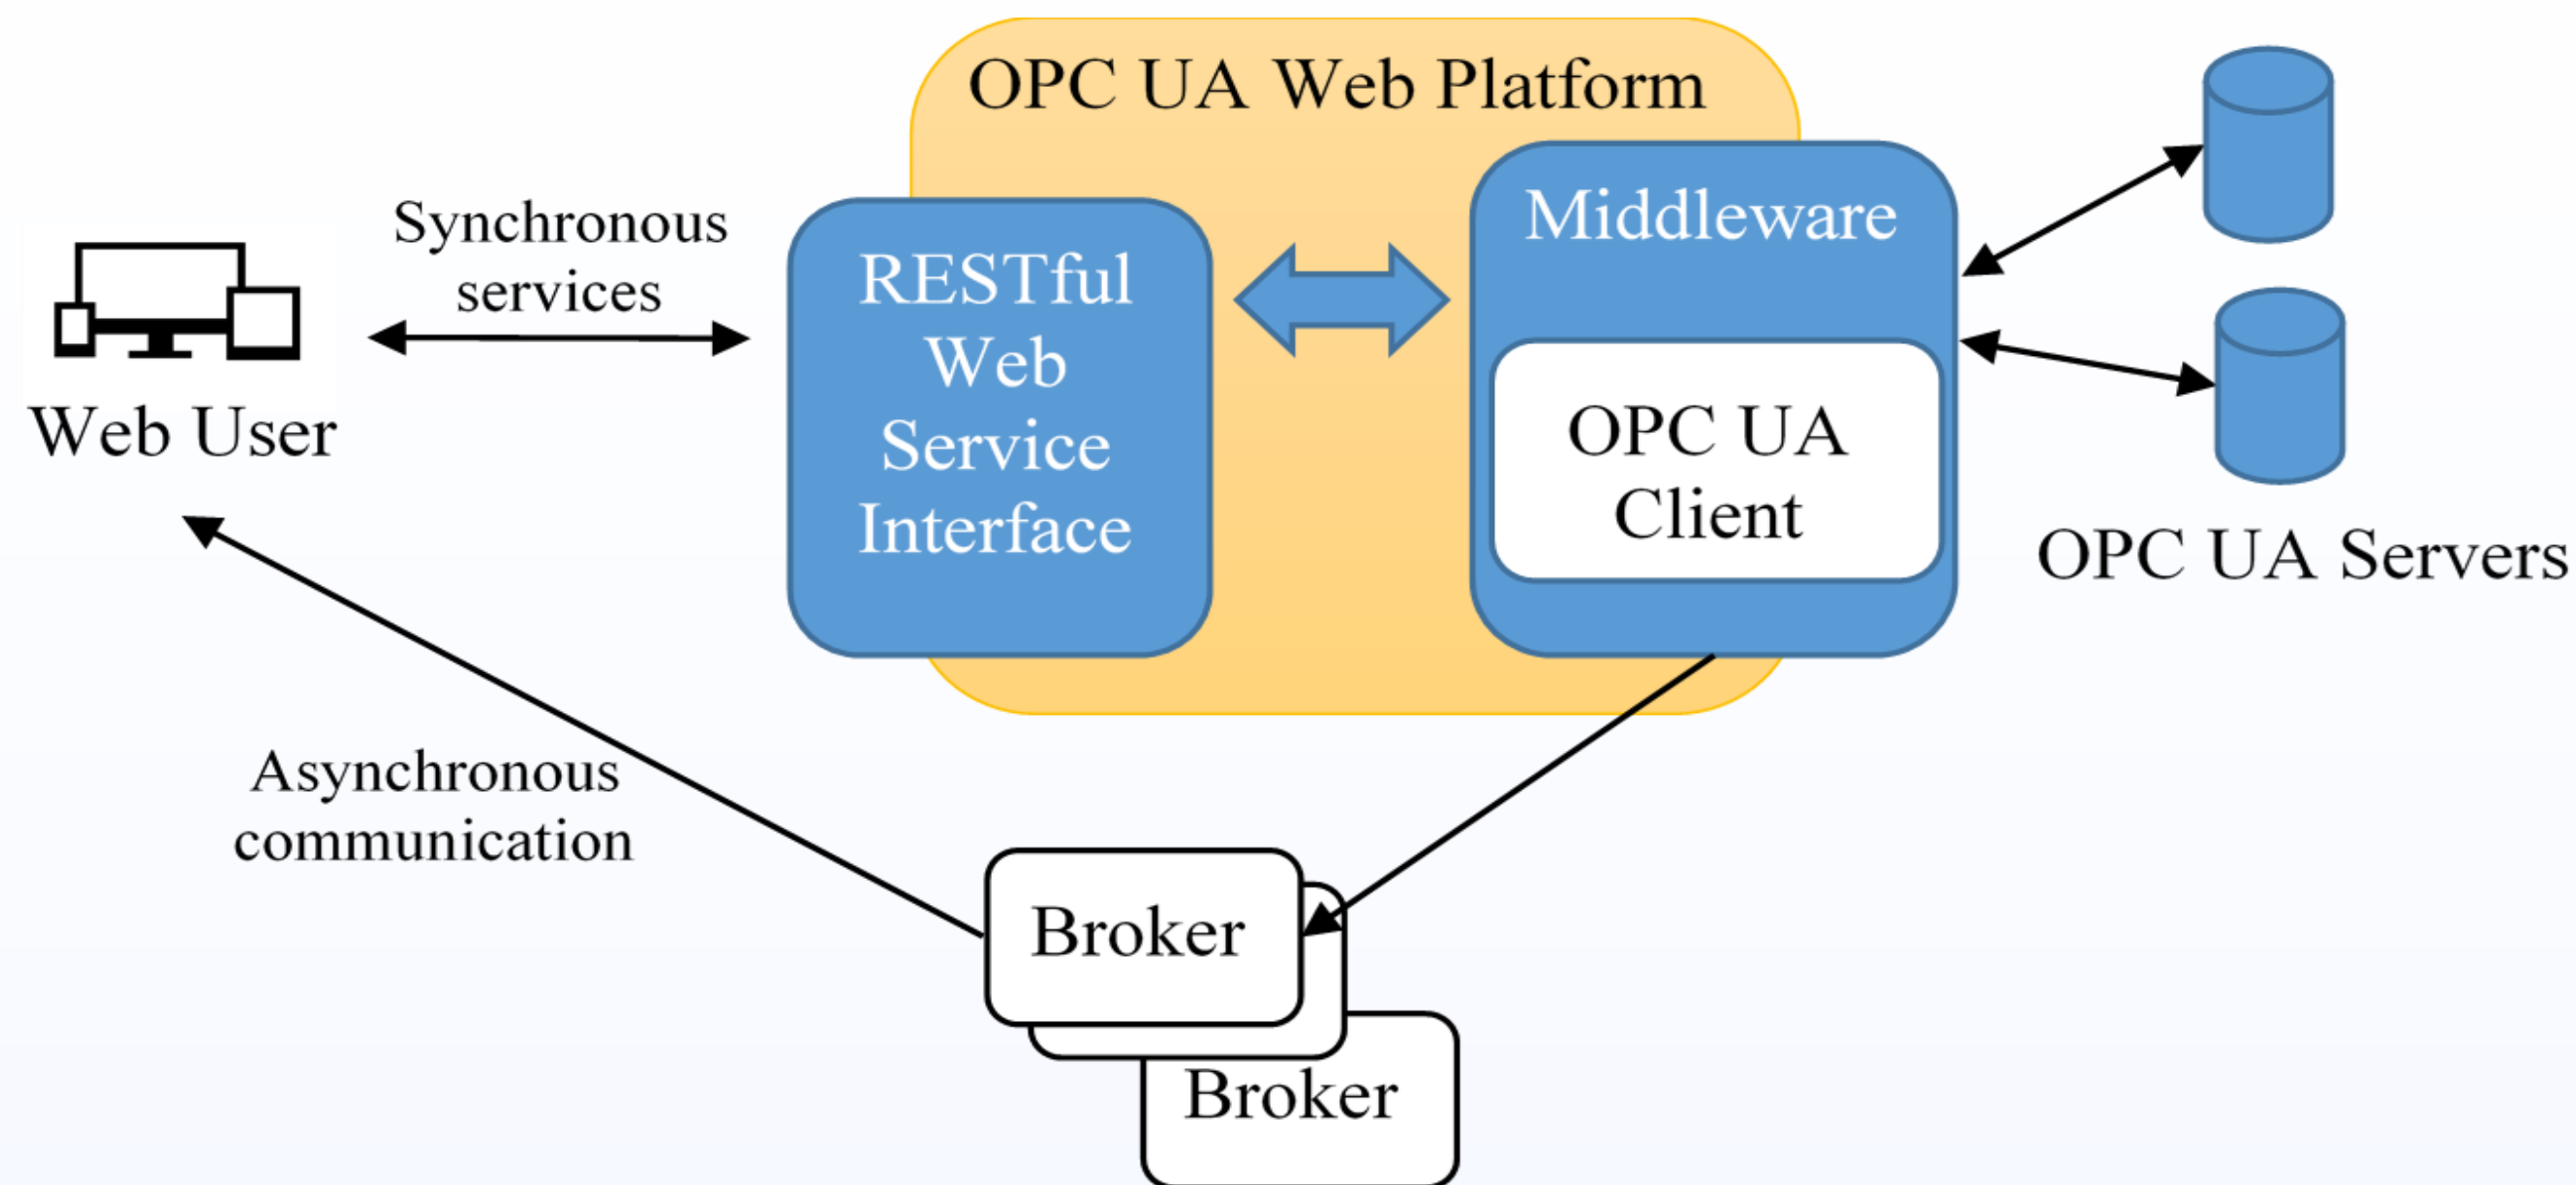 OPC UA Web Platform
Synchronous
services
Web User
RESTful
Web
Service
Interface
Middleware
OPC UA
Client
OPC UA Servers
Asynchronous
communication
Broker
Broker